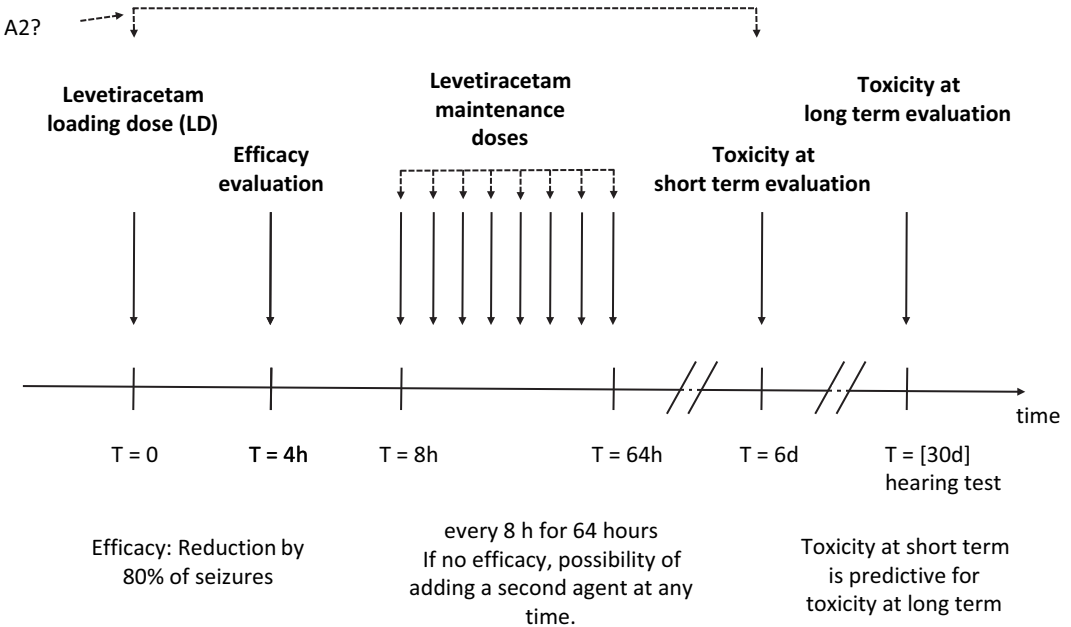 A2?
Levetiracetam
loading dose (LD)
Efficacy
evaluation
Levetiracetam
maintenance
doses
Toxicity at
short term evaluation
Toxicity at
long term evaluation
time
T = 0
T = 4h
T = 8h
T = 64h
T = 6d
T = [30d]
hearing test
Efficacy: Reduction by
80% of seizures
every 8 h for 64 hours
If no efficacy, possibility of
adding a second agent at any
time.
Toxicity at short term
is predictive for
toxicity at long term